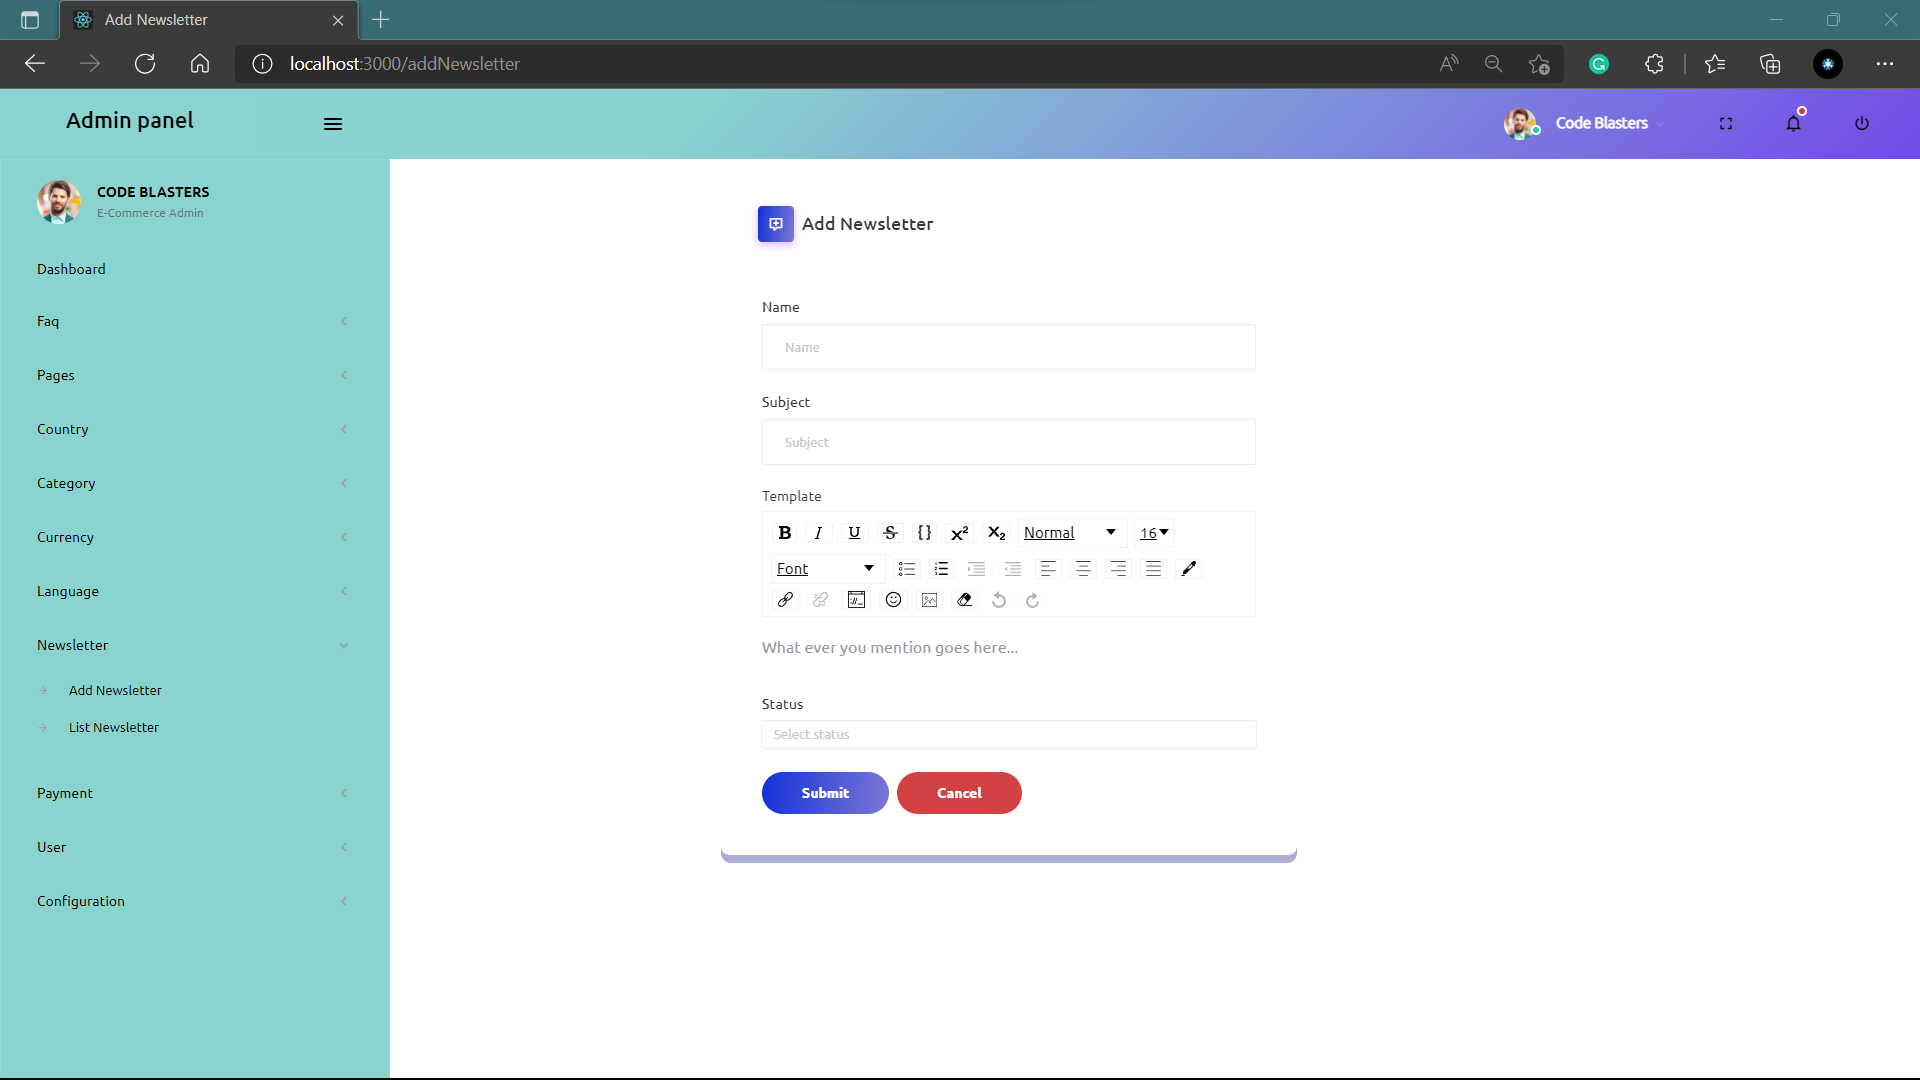 Add Newsletter
localhost:3000/addNewsletter
Admin panel
Code Blasters
CODE BLASTERS
E-Commerce Admin
Dashboard
Faq
Pages
Country
Category
Currency
Language
Newsletter
Add Newsletter
List Newsletter
Payment
User
Configuration
Add Newsletter
Name
Name
Subject
Subject
Template
B I U S {} x² x₂ Normal 16
Font
What ever you mention goes here...
Status
Select status
Submit Cancel